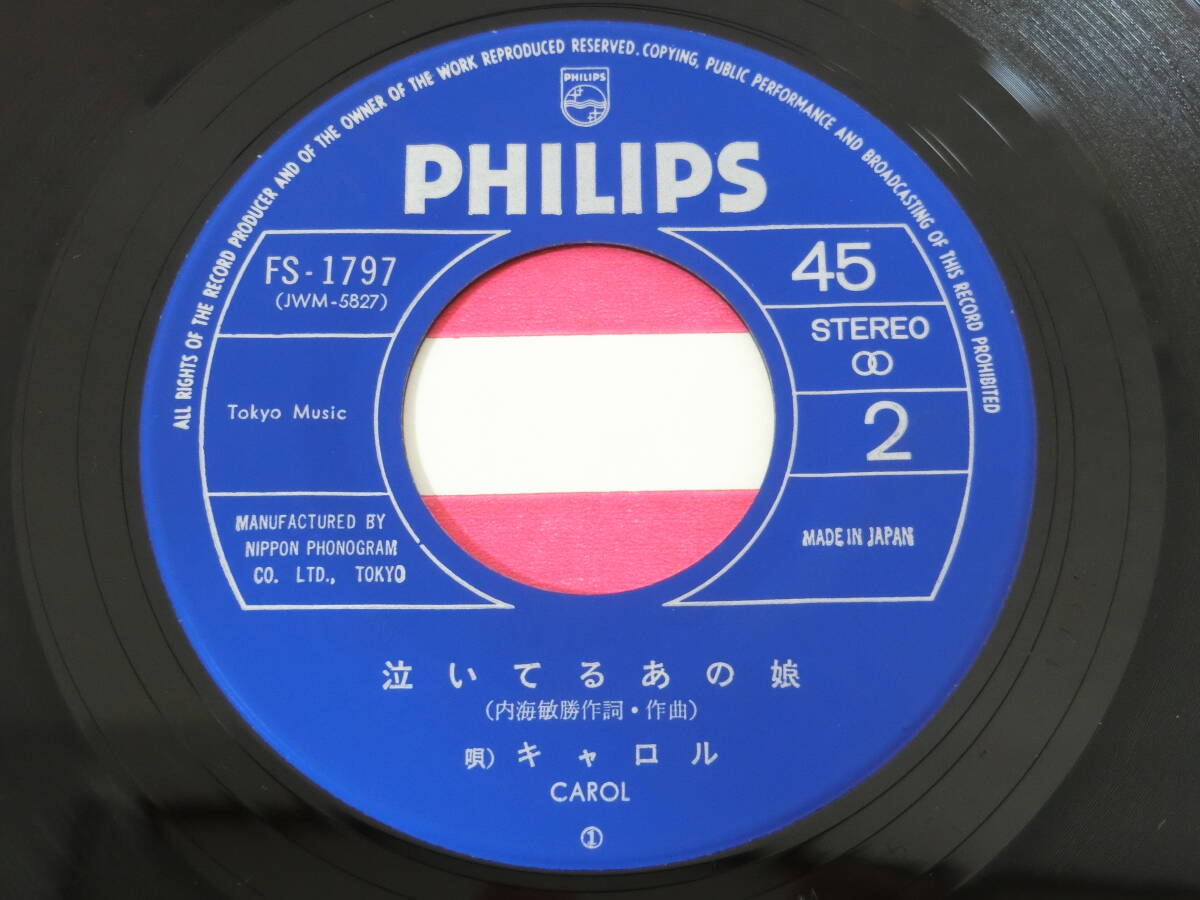 ALL RIGHTS OF THE RECORD PRODUCER AND OF THE OWNER OF THE WORK REPRODUCED RESERVED. COPYING, PUBLIC PERFORMANCE AND BROADCASTING OF THIS RECORD PROHIBITED
PHILIPS
PHILIPS
FS-1797
(JWM-5827)
Tokyo Music
MANUFACTURED BY
NIPPON PHONOGRAM
CO. LTD., TOKYO
45
STEREO
2
MADE IN JAPAN
泣いてるあの娘
(内海敏勝作詞・作曲)
唄) キャロル
CAROL
①